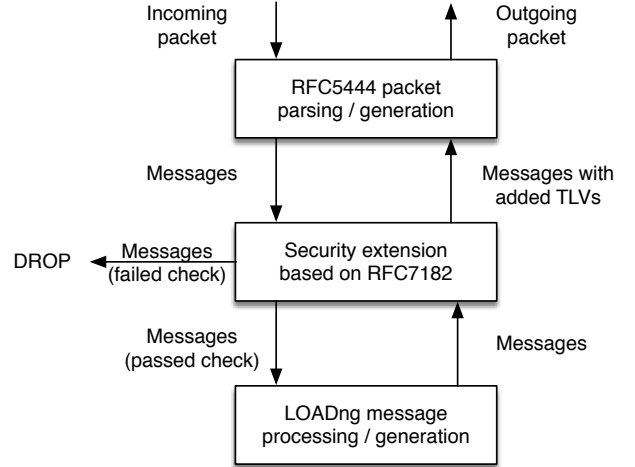 Incoming
packet
Outgoing
packet
RFC5444 packet
parsing / generation
Messages
Messages with
added TLVs
DROP
Messages
(failed check)
Security extension
based on RFC7182
Messages
(passed check)
Messages
LOADng message
processing / generation